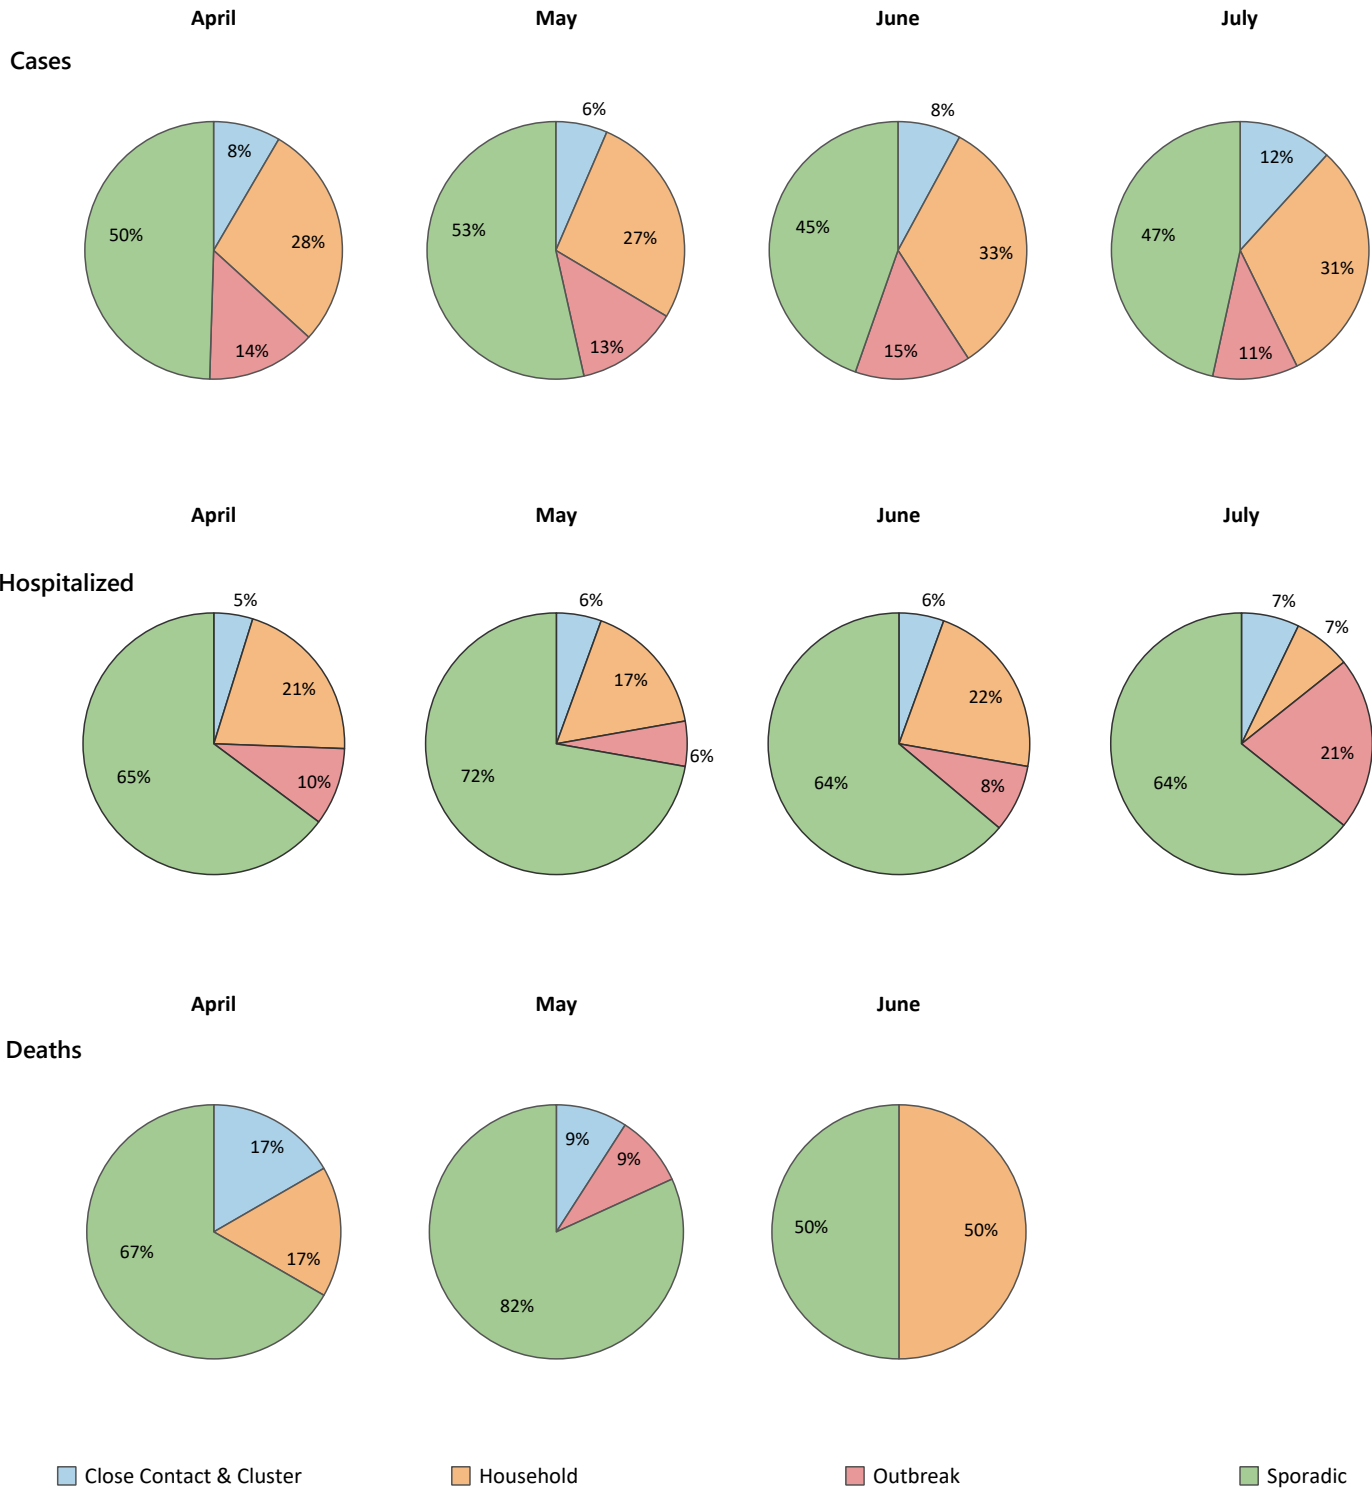 April May June July
Cases
6% 8%
8% 12%
50% 53% 45% 47%
28% 27% 33% 31%
14% 13% 15% 11%
April May June July
Hospitalized
5% 6% 6% 7%
7%
21% 17% 22%
65% 10% 72% 6% 64% 8% 64% 21%
April May June
Deaths
17% 9% 9%
67% 17% 50% 50%
82%
Close Contact & Cluster Household Outbreak Sporadic